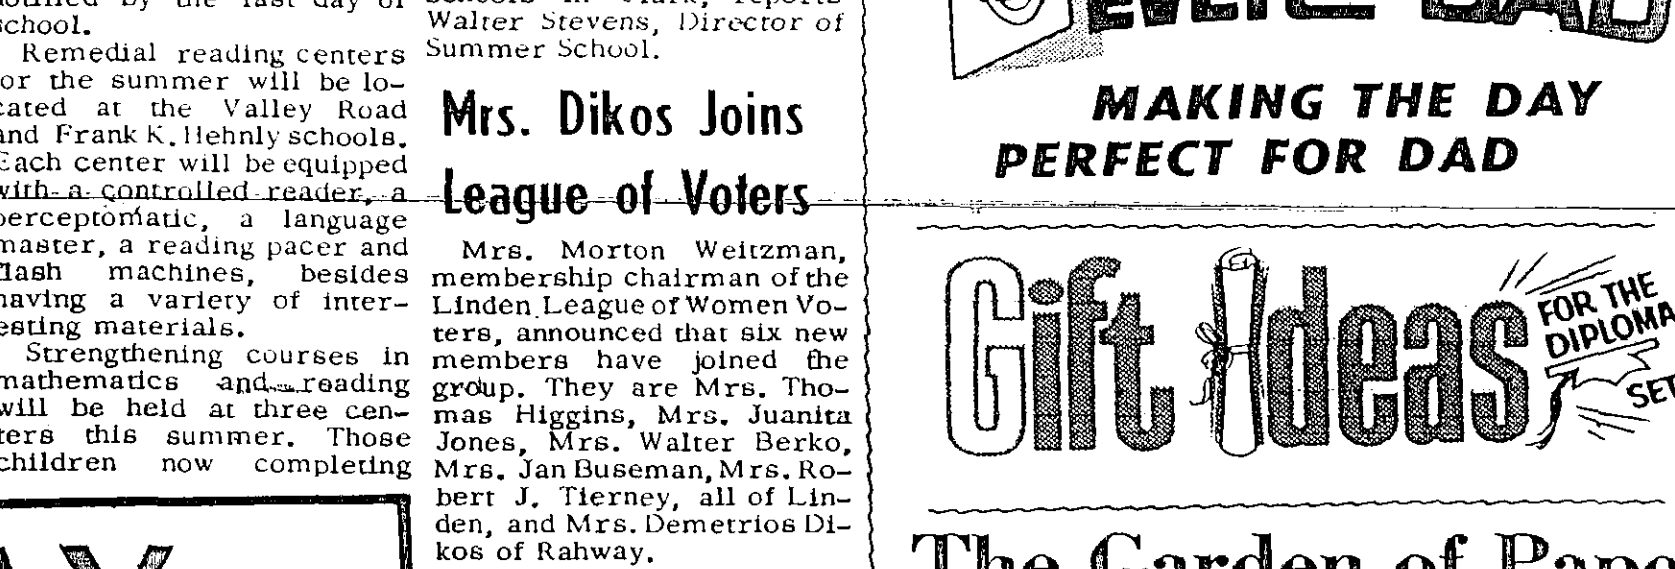 school.
Remedial reading centers
for the summer will be lo-
cated at the Valley Road
and Frank K. Hehnly schools.
Each center will be equipped
with a controlled reader, a
perceptomatic, a language
master, a reading pacer and
flash machines, besides
having a variety of inter-
esting materials.
Strengthening courses in
mathematics and reading
will be held at three cen-
ters this summer. Those
children now completing
Walter Stevens, Director of
Summer School.
Mrs. Dikos Joins
League of Voters
Mrs. Morton Weitzman,
membership chairman of the
Linden League of Women Vo-
ters, announced that six new
members have joined the
group. They are Mrs. Tho-
mas Higgins, Mrs. Juanita
Jones, Mrs. Walter Berko,
Mrs. Jan Buseman, Mrs. Ro-
bert J. Tierney, all of Lin-
den, and Mrs. Demetrios Di-
kos of Rahway.
MAKING THE DAY
PERFECT FOR DAD
Gift Ideas
FOR THE
DIPLOMA
SET
The Garden of